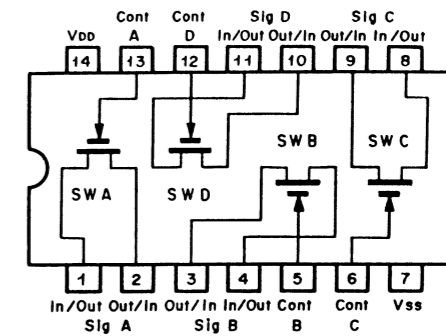 Cont Cont Sig D Sig C
VDD A D In/Out Out/In Out/In In/Out
14 13 12 11 10 9 8
SW B
SW A SW D SW C
1 2 3 4 5 6 7
In/Out Out/In Out/In In/Out Cont Cont Vss
Sig A Sig B B C